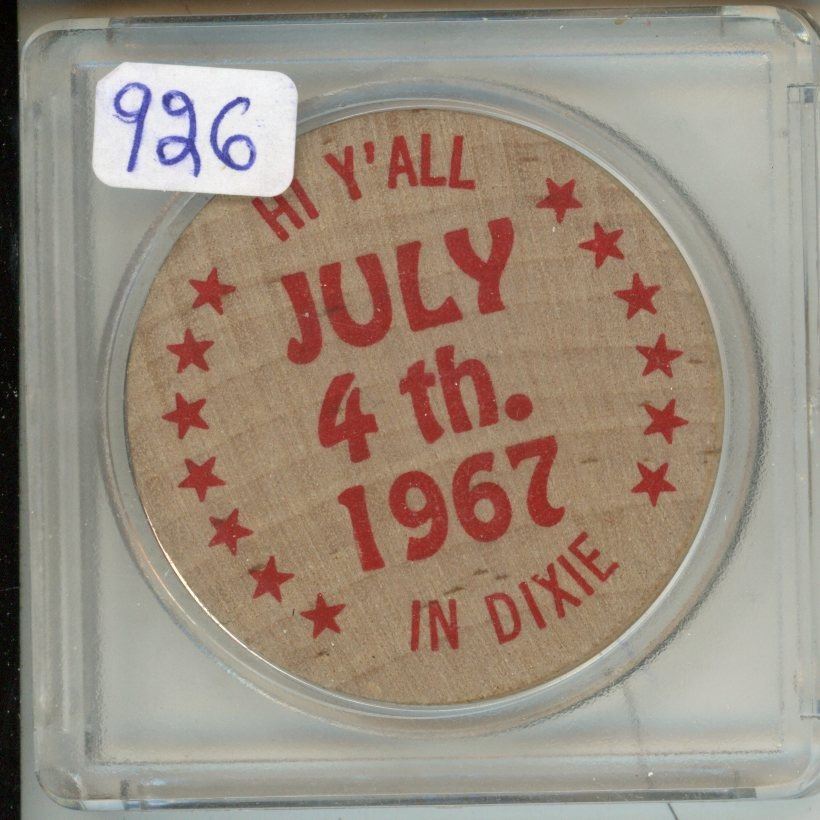 926
HI Y'ALL
JULY
4 th.
1967
IN DIXIE